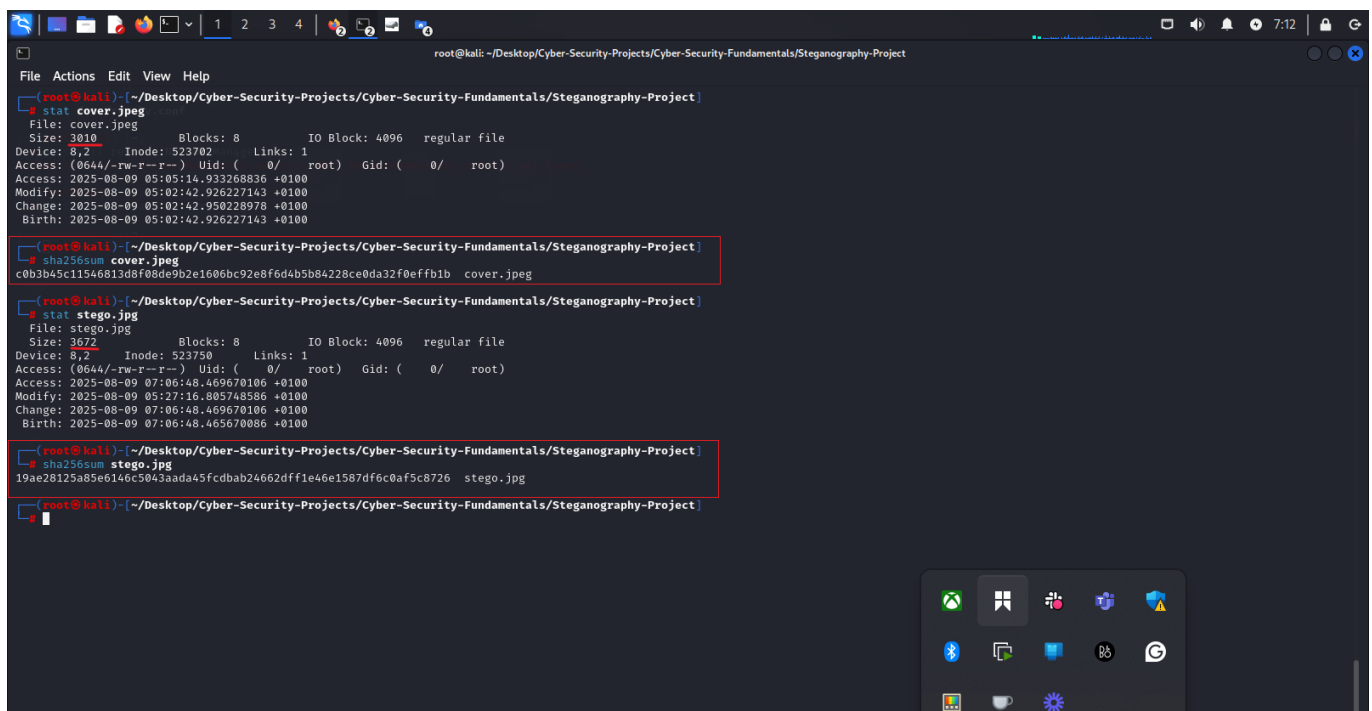 1 2 3 4 2 2 4 7:12
root@kali: ~/Desktop/Cyber-Security-Projects/Cyber-Security-Fundamentals/Steganography-Project
File Actions Edit View Help
(root㉿kali)-[~/Desktop/Cyber-Security-Projects/Cyber-Security-Fundamentals/Steganography-Project]
# stat cover.jpeg
File: cover.jpeg
Size: 3010 Blocks: 8 IO Block: 4096 regular file
Device: 8,2 Inode: 523702 Links: 1
Access: (0644/-rw-r--r--) Uid: ( 0/ root) Gid: ( 0/ root)
Access: 2025-08-09 05:05:14.933268836 +0100
Modify: 2025-08-09 05:02:42.926227143 +0100
Change: 2025-08-09 05:02:42.950228978 +0100
Birth: 2025-08-09 05:02:42.926227143 +0100
(root㉿kali)-[~/Desktop/Cyber-Security-Projects/Cyber-Security-Fundamentals/Steganography-Project]
# sha256sum cover.jpeg
c0b3b45c11546813d8f08de9b2e1606bc92e8f6d4b5b84228ce0da32f0effb1b cover.jpeg
(root㉿kali)-[~/Desktop/Cyber-Security-Projects/Cyber-Security-Fundamentals/Steganography-Project]
# stat stego.jpg
File: stego.jpg
Size: 3672 Blocks: 8 IO Block: 4096 regular file
Device: 8,2 Inode: 523750 Links: 1
Access: (0644/-rw-r--r--) Uid: ( 0/ root) Gid: ( 0/ root)
Access: 2025-08-09 07:06:48.469670106 +0100
Modify: 2025-08-09 05:27:16.805748586 +0100
Change: 2025-08-09 07:06:48.469670106 +0100
Birth: 2025-08-09 07:06:48.465670086 +0100
(root㉿kali)-[~/Desktop/Cyber-Security-Projects/Cyber-Security-Fundamentals/Steganography-Project]
# sha256sum stego.jpg
19ae28125a85e6146c5043aada45fcdbab24662dff1e46e1587df6c0af5c8726 stego.jpg
(root㉿kali)-[~/Desktop/Cyber-Security-Projects/Cyber-Security-Fundamentals/Steganography-Project]
#